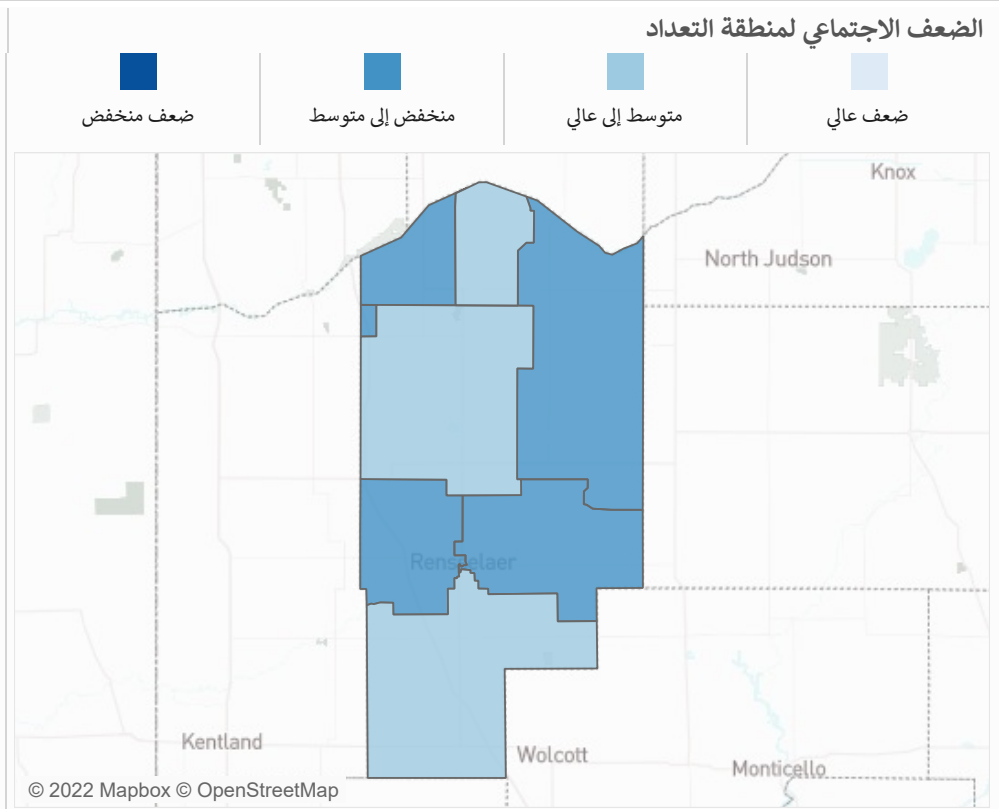 الضعف الاجتماعي لمنطقة التعداد
ضعف عالي
متوسط إلى عالي
منخفض إلى متوسط
ضعف منخفض
Knox
North Judson
Rensselaer
Kentland
Wolcott
Monticello
© 2022 Mapbox © OpenStreetMap